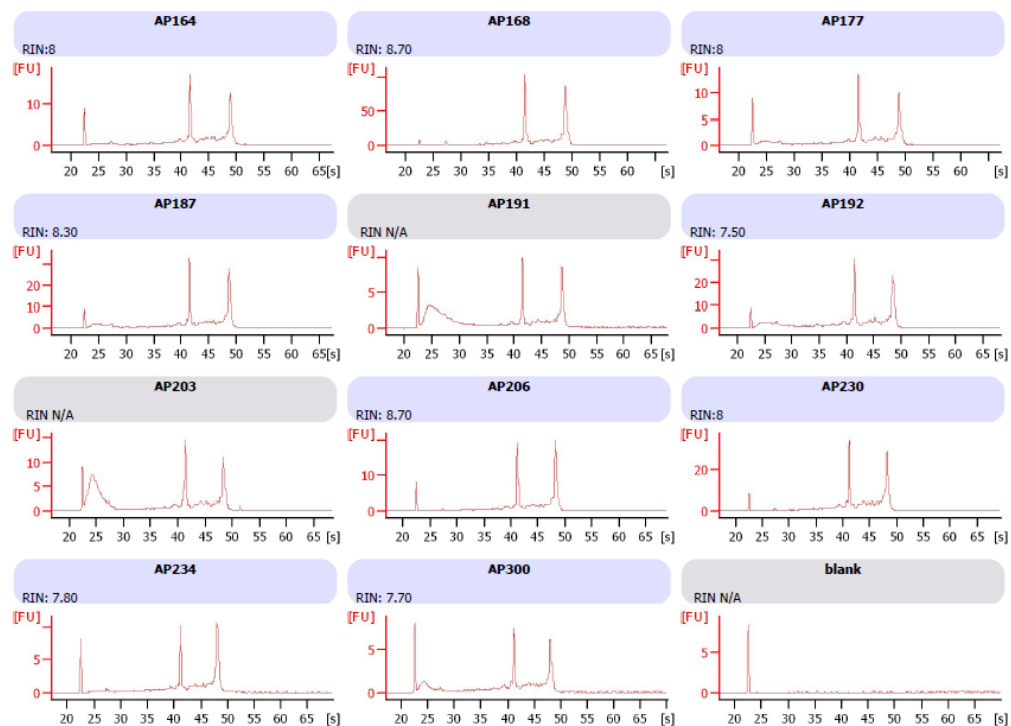 AP164
RIN:8
[FU]
10
0
20 25 30 35 40 45 50 55 60 65[s]
AP168
RIN: 8.70
[FU]
50
0
20 25 30 35 40 45 50 55 60 [s]
AP177
RIN:8
[FU]
10
5
0
20 25 30 35 40 45 50 55 60 [s]
AP187
RIN: 8.30
[FU]
20
10
0
20 25 30 35 40 45 50 55 60 65[s]
AP191
RIN N/A
[FU]
5
0
20 25 30 35 40 45 50 55 60 65 [s]
AP192
RIN: 7.50
[FU]
20
10
0
20 25 30 35 40 45 50 55 60 65 [s]
AP203
RIN N/A
[FU]
10
5
0
20 25 30 35 40 45 50 55 60 65 [s]
AP206
RIN: 8.70
[FU]
10
0
20 25 30 35 40 45 50 55 60 65 [s]
AP230
RIN:8
[FU]
20
0
20 25 30 35 40 45 50 55 60 65 [s]
AP234
RIN: 7.80
[FU]
5
0
20 25 30 35 40 45 50 55 60 65 [s]
AP300
RIN: 7.70
[FU]
5
0
20 25 30 35 40 45 50 55 60 65 [s]
blank
RIN N/A
[FU]
5
0
20 25 30 35 40 45 50 55 60 65 [s]